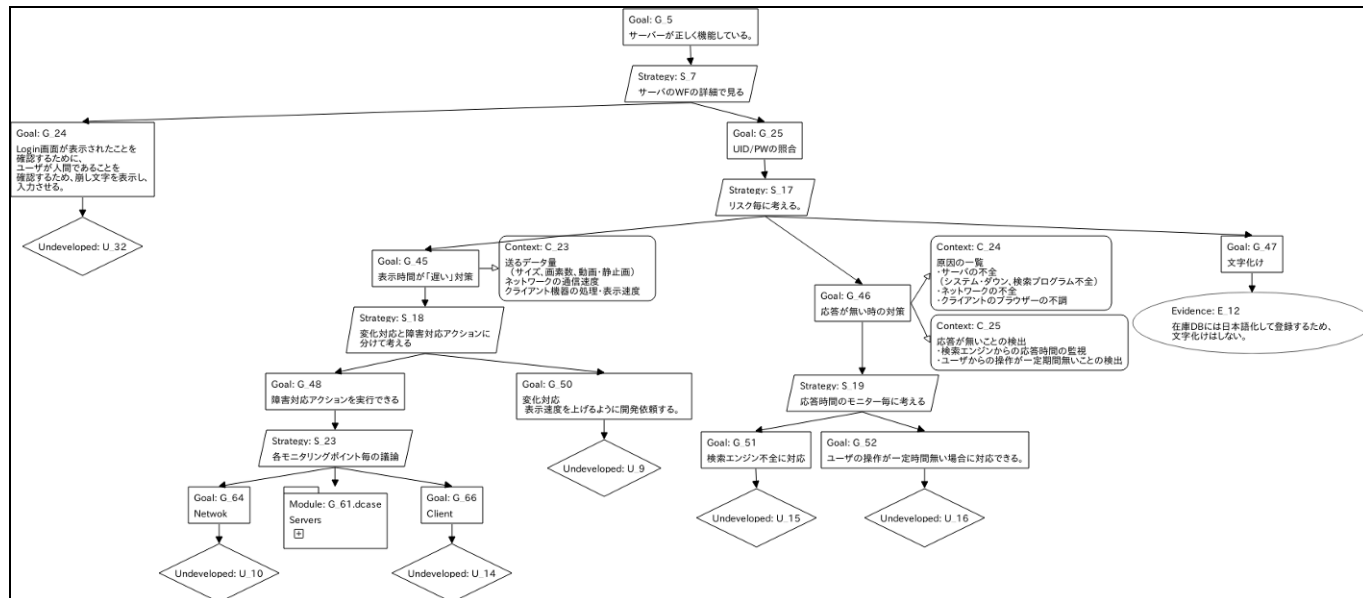 Goal: G_5
サーバーが正しく機能している。
Strategy: S_7
サーバのWFの詳細で見る
Goal: G_24
Login画面が表示されたことを
確認するために、
ユーザが人間であることを
確認するため、崩し文字を表示し、
入力させる。
Goal: G_25
UID/PWの照合
Undeveloped: U_32
Strategy: S_17
リスク毎に考える。
Goal: G_45
表示時間が「遅い」対策
Context: C_23
送るデータ量
(サイズ、画素数、動画・静止画)
ネットワークの通信速度
クライアント機器の処理・表示速度
Goal: G_46
応答が無い時の対策
Context: C_24
原因の一覧
・サーバの不全
(システム・ダウン、検索プログラム不全)
・ネットワークの不全
・クライアントのブラウザーの不調
Context: C_25
応答が無いことの検出
・検索エンジンからの応答時間の監視
・ユーザからの操作が一定期間無いことの検出
Goal: G_47
文字化け
Evidence: E_12
在庫DBには日本語化して登録するため、
文字化けはしない。
Strategy: S_18
変化対応と障害対応アクションに
分けて考える
Goal: G_48
障害対応アクションを実行できる
Goal: G_50
変化対応
表示速度を上げるように開発依頼する。
Strategy: S_19
応答時間のモニター毎に考える
Strategy: S_23
各モニタリングポイント毎の議論
Undeveloped: U_9
Goal: G_51
検索エンジン不全に対応
Goal: G_52
ユーザの操作が一定時間無い場合に対応できる。
Goal: G_64
Netwok
Module: G_61.dcase
Servers
Goal: G_66
Client
Undeveloped: U_15
Undeveloped: U_16
Undeveloped: U_10
Undeveloped: U_14